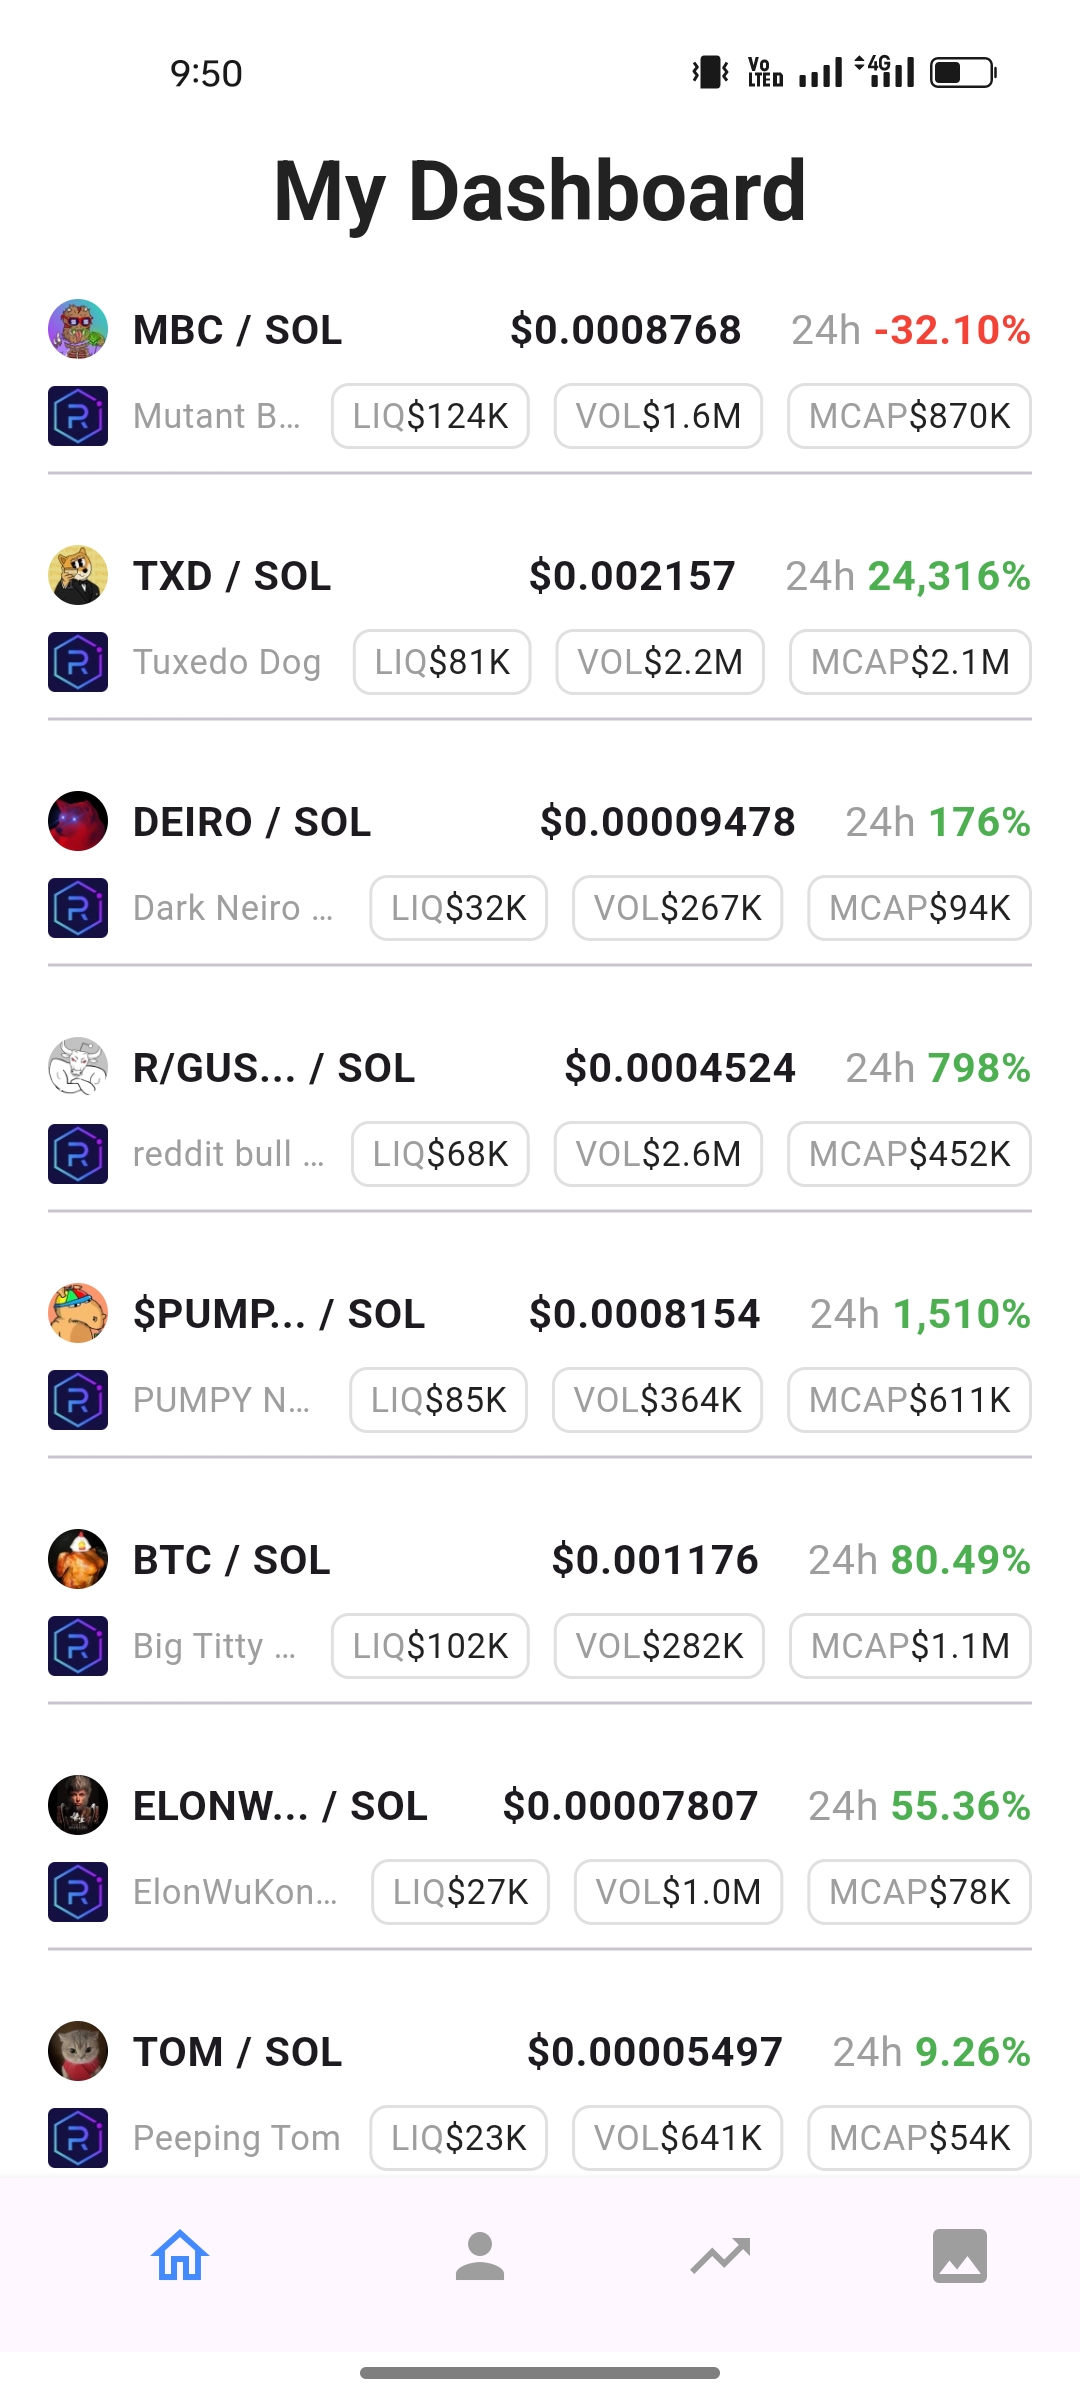 9:50 Vo LTE D 4G
My Dashboard
MBC / SOL $0.0008768 24h -32.10%
Mutant B... LIQ$124K VOL$1.6M MCAP$870K
TXD / SOL $0.002157 24h 24,316%
Tuxedo Dog LIQ$81K VOL$2.2M MCAP$2.1M
DEIRO / SOL $0.00009478 24h 176%
Dark Neiro ... LIQ$32K VOL$267K MCAP$94K
R/GUS... / SOL $0.0004524 24h 798%
reddit bull ... LIQ$68K VOL$2.6M MCAP$452K
$PUMP... / SOL $0.0008154 24h 1,510%
PUMPY N... LIQ$85K VOL$364K MCAP$611K
BTC / SOL $0.001176 24h 80.49%
Big Titty ... LIQ$102K VOL$282K MCAP$1.1M
ELONW... / SOL $0.00007807 24h 55.36%
ElonWuKon... LIQ$27K VOL$1.0M MCAP$78K
TOM / SOL $0.00005497 24h 9.26%
Peeping Tom LIQ$23K VOL$641K MCAP$54K